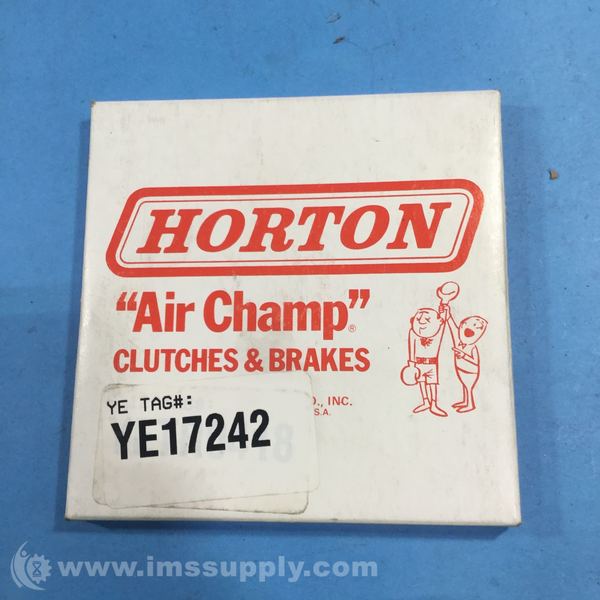 HORTON
“Air Champ”®
CLUTCHES & BRAKES
INC.
S.A.
YE TAG#:
YE17242
www.imssupply.com